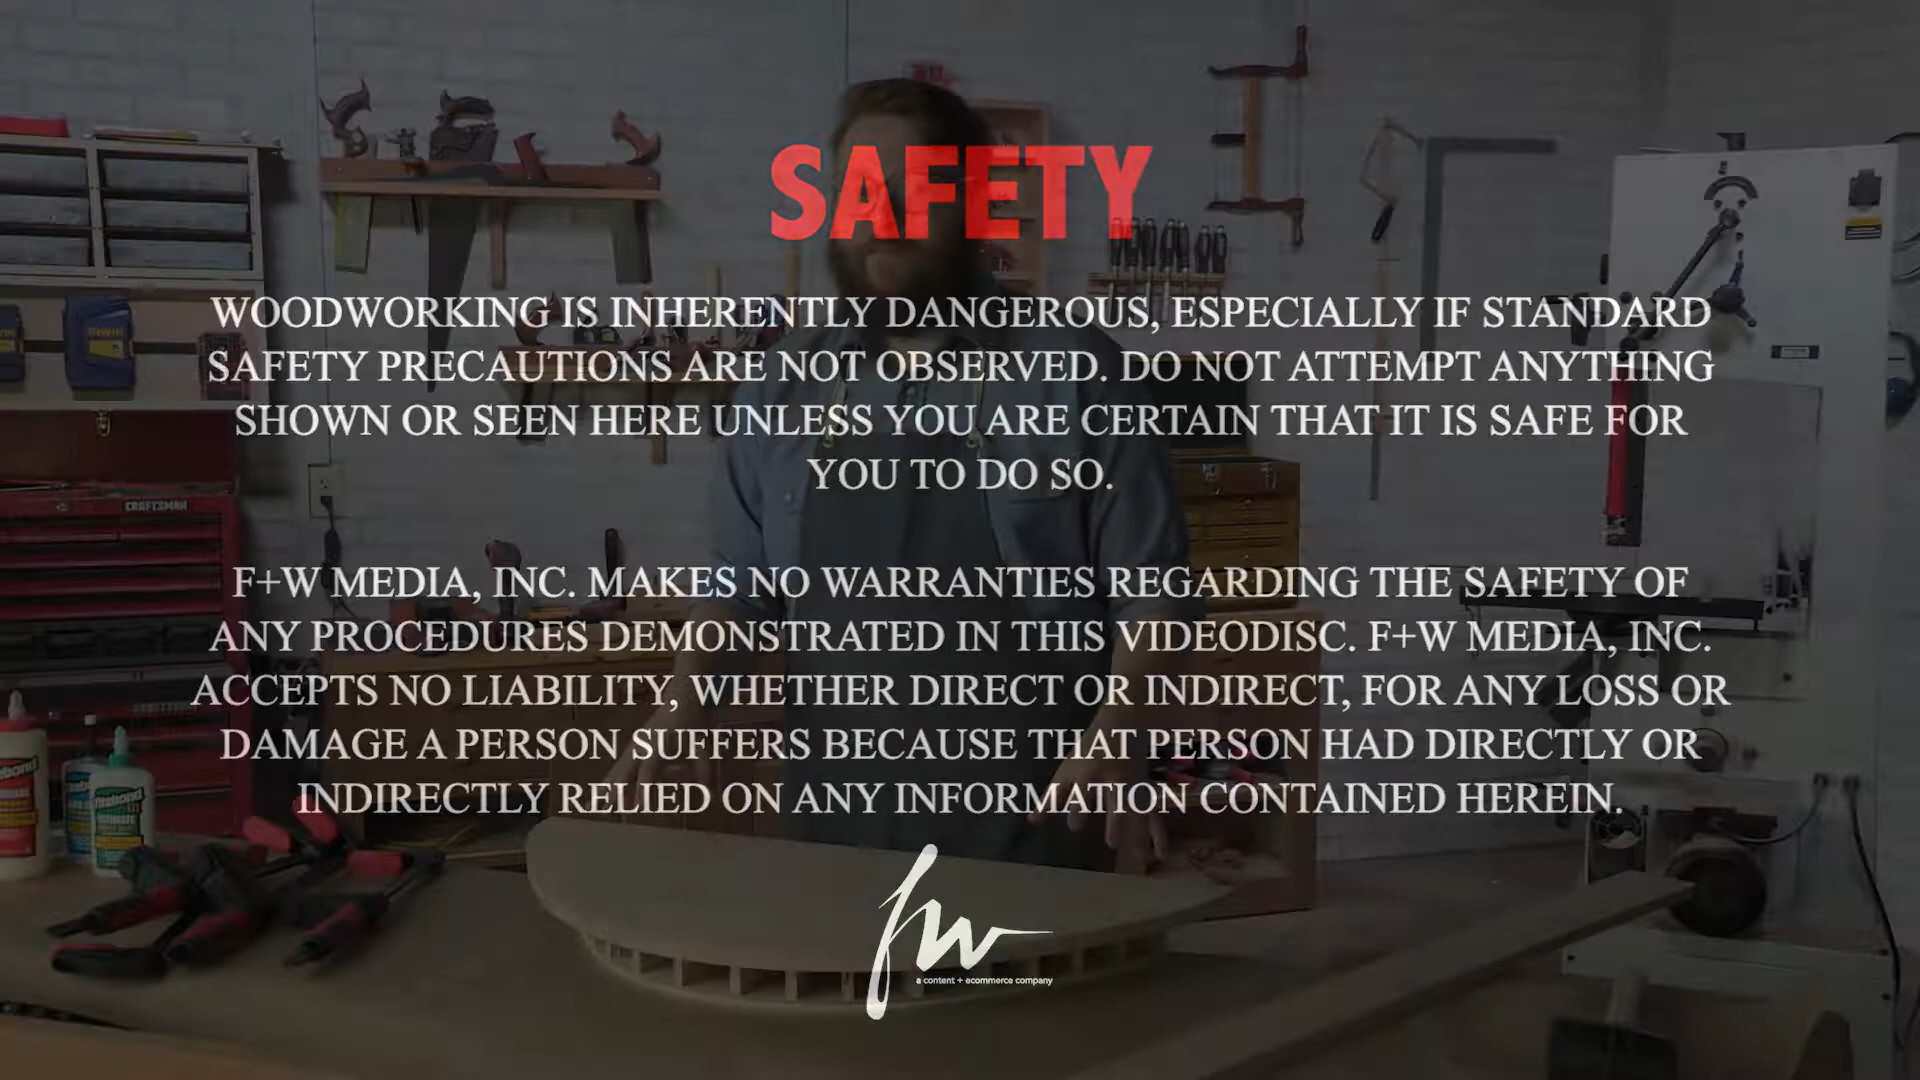 SAFETY
WOODWORKING IS INHERENTLY DANGEROUS, ESPECIALLY IF STANDARD
SAFETY PRECAUTIONS ARE NOT OBSERVED. DO NOT ATTEMPT ANYTHING
SHOWN OR SEEN HERE UNLESS YOU ARE CERTAIN THAT IT IS SAFE FOR
YOU TO DO SO.
F+W MEDIA, INC. MAKES NO WARRANTIES REGARDING THE SAFETY OF
ANY PROCEDURES DEMONSTRATED IN THIS VIDEODISC. F+W MEDIA, INC.
ACCEPTS NO LIABILITY, WHETHER DIRECT OR INDIRECT, FOR ANY LOSS OR
DAMAGE A PERSON SUFFERS BECAUSE THAT PERSON HAD DIRECTLY OR
INDIRECTLY RELIED ON ANY INFORMATION CONTAINED HEREIN.
fw
a content + ecommerce company
CRAFTSMAN
IRWIN
Titebond